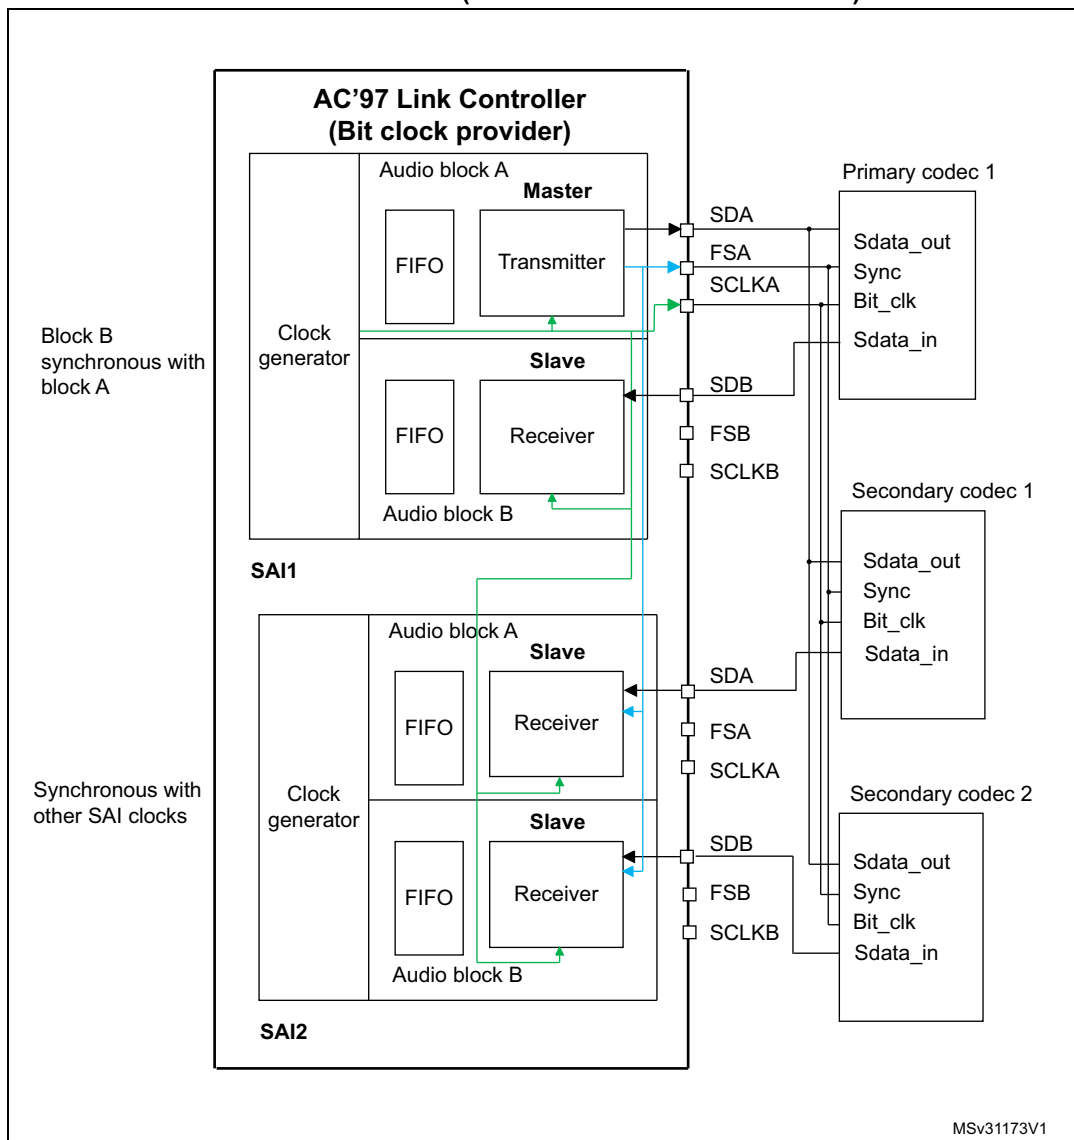 AC’97 Link Controller
(Bit clock provider)
Audio block A
Master
FIFO
Transmitter
Clock
generator
Slave
FIFO
Receiver
Audio block B
SAI1
Block B
synchronous with
block A
SDA
FSA
SCLKA
SDB
FSB
SCLKB
Primary codec 1
Sdata_out
Sync
Bit_clk
Sdata_in
Secondary codec 1
Sdata_out
Sync
Bit_clk
Sdata_in
Audio block A
Slave
FIFO
Receiver
Clock
generator
Slave
FIFO
Receiver
Audio block B
SAI2
Synchronous with
other SAI clocks
SDA
FSA
SCLKA
SDB
FSB
SCLKB
Secondary codec 2
Sdata_out
Sync
Bit_clk
Sdata_in
MSv31173V1